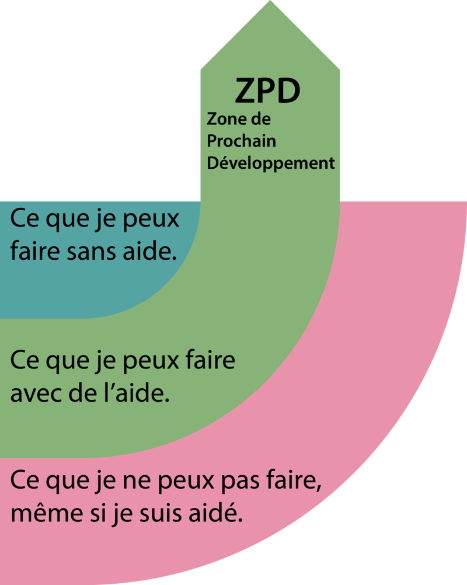 ZPD
Zone de
Prochain
Développement
Ce que je peux
faire sans aide.
Ce que je peux faire
avec de l'aide.
Ce que je ne peux pas faire,
même si je suis aidé.